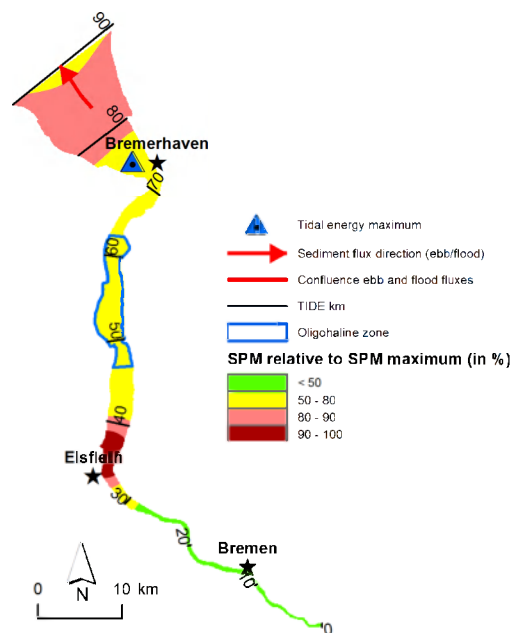 90
80
Bremerhaven
70
60
50
40
Elsfleth
30
20
Bremen
10
0
Tidal energy maximum
Sediment flux direction (ebb/flood)
Confluence ebb and flood fluxes
TIDE km
Oligohaline zone
SPM relative to SPM maximum (in %)
< 50
50 - 80
80 - 90
90 - 100
0 10 km
N